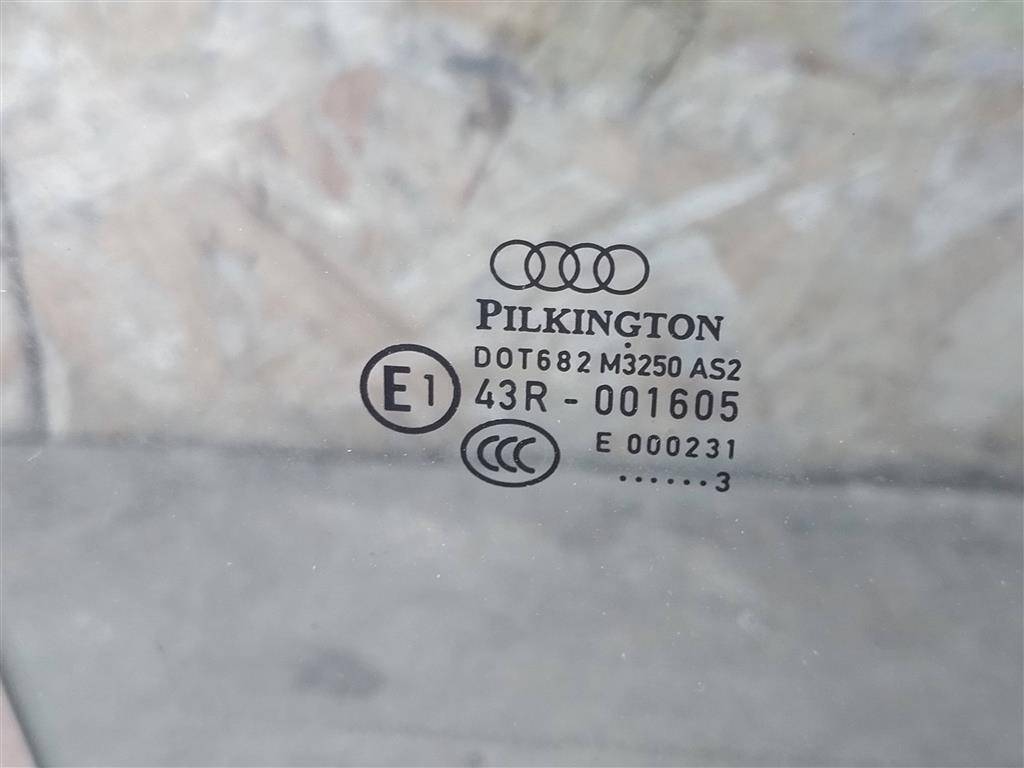 PILKINGTON
DOT682 M3250 AS2
E1 43R - 001605
CCC E 000231
......3